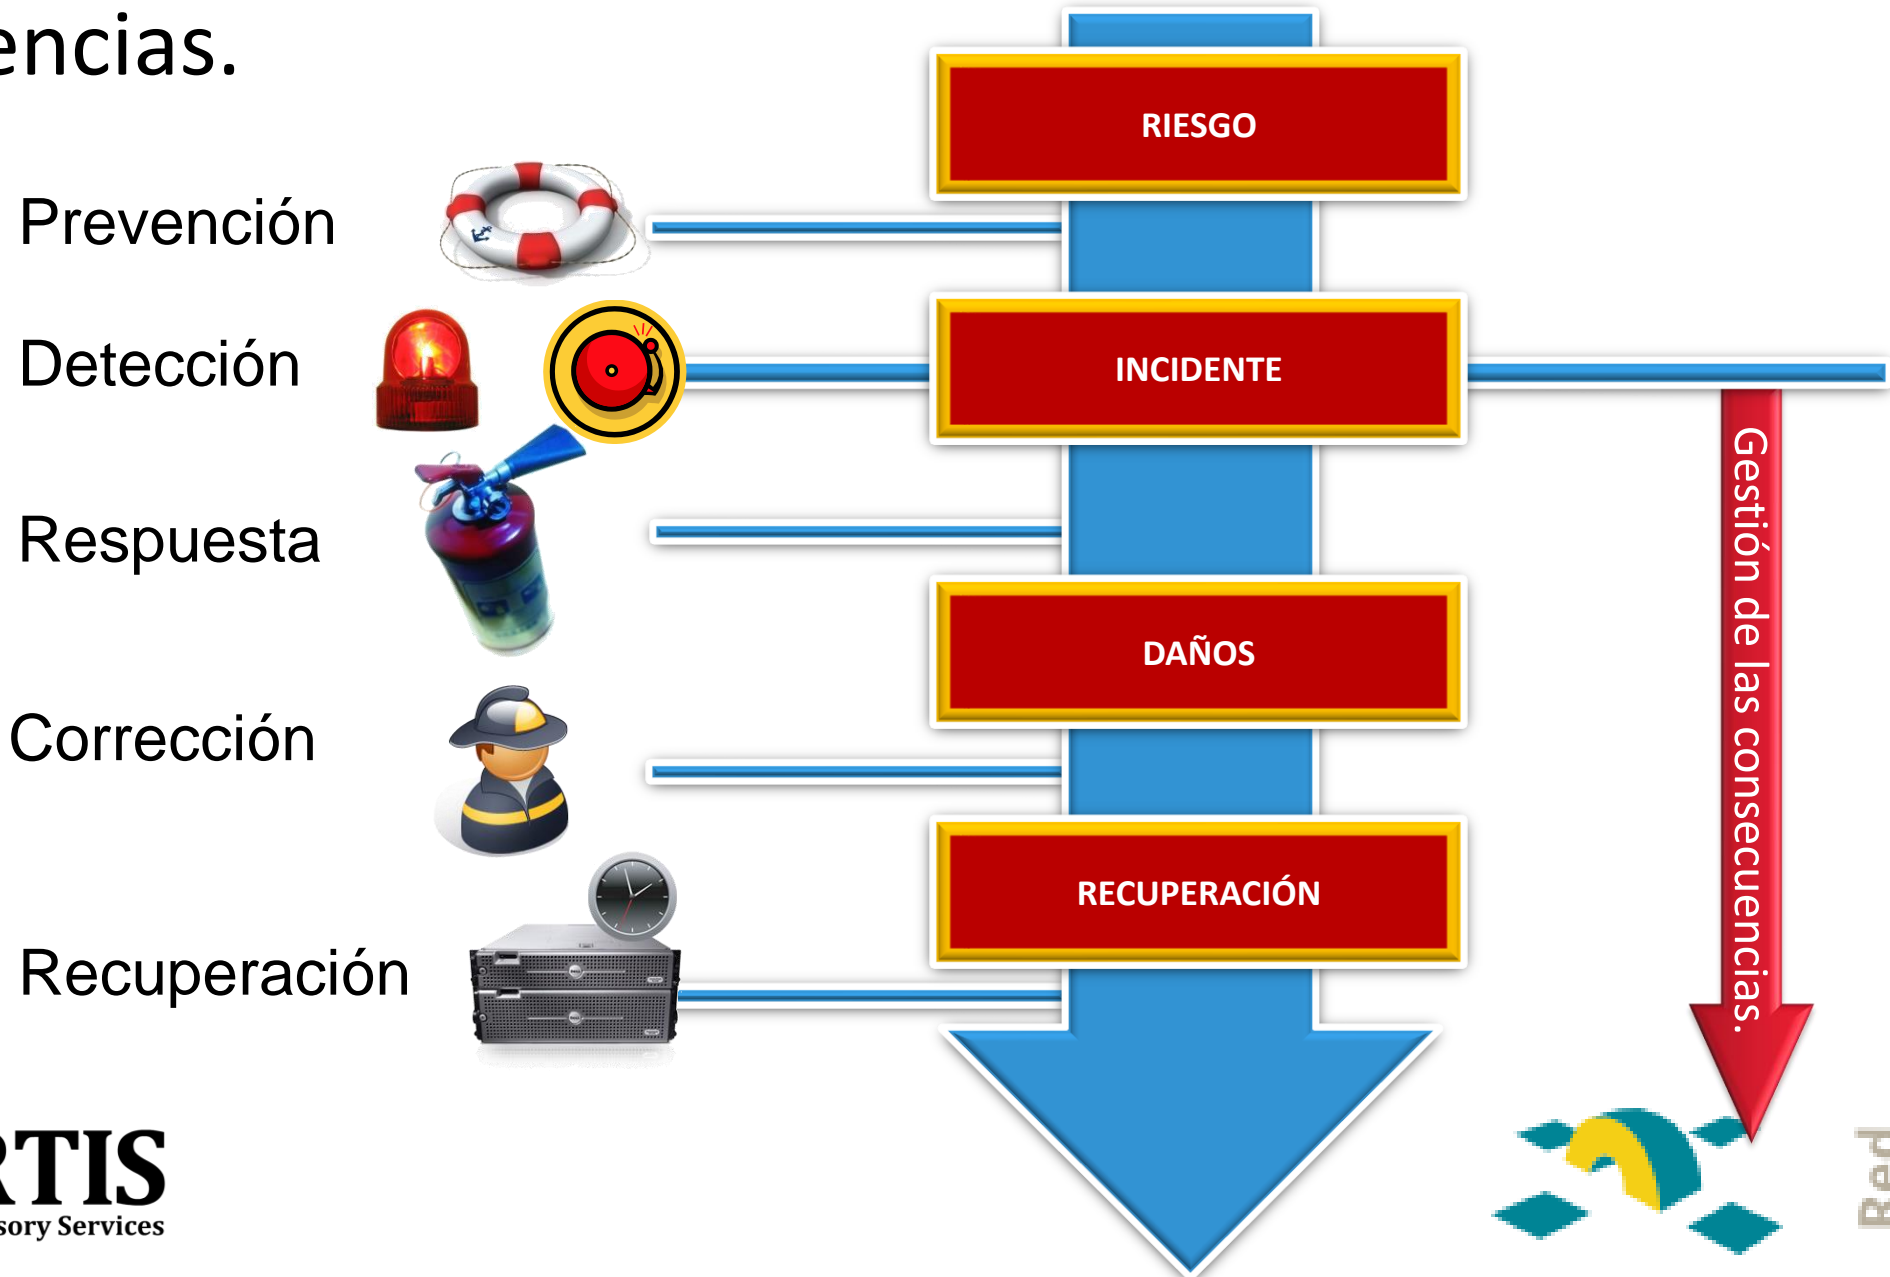 encias.
RIESGO
Prevención
Detección
INCIDENTE
Respuesta
DAÑOS
Corrección
RECUPERACIÓN
Recuperación
Gestión de las consecuencias.
RTIS
sory Services
Red